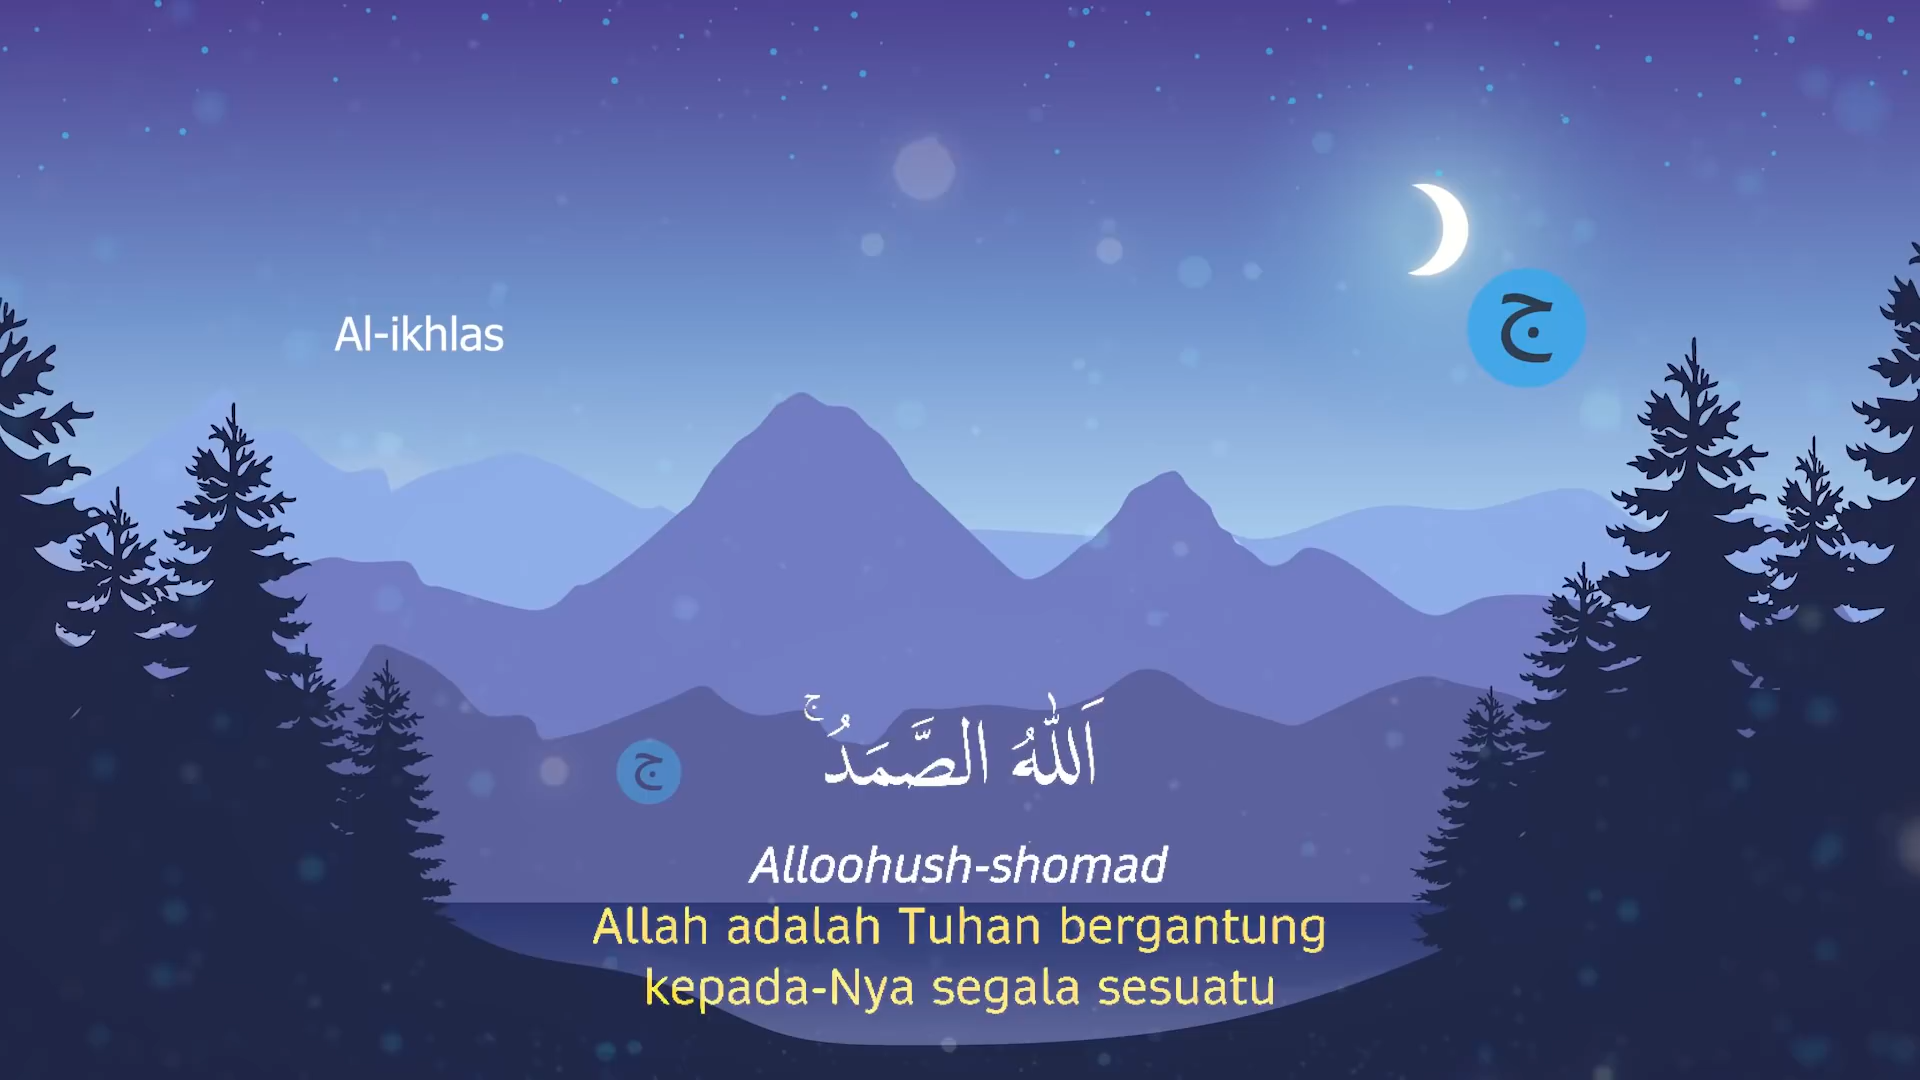 Al-ikhlas
ج
ج
اَللّٰهُ الصَّمَدُۚ
Alloohush-shomad
Allah adalah Tuhan bergantung
kepada-Nya segala sesuatu